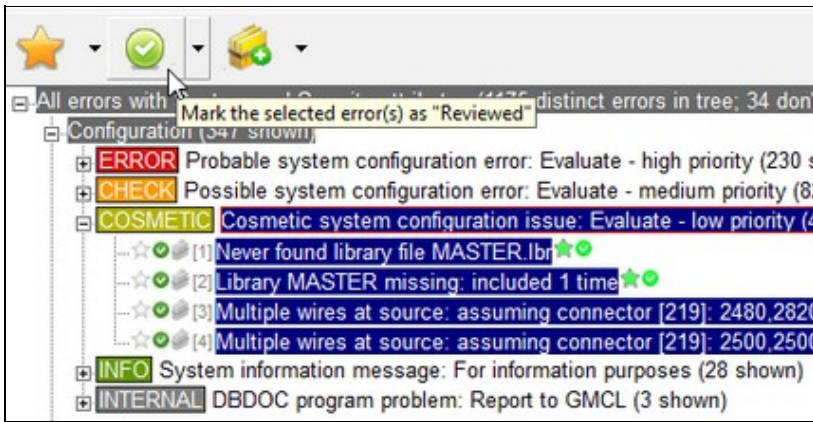 All errors with distinct errors in tree; 34 don'
Mark the selected error(s) as "Reviewed"
Configuration (347 shown)
ERROR Probable system configuration error: Evaluate - high priority (230 s
CHECK Possible system configuration error: Evaluate - medium priority (82
COSMETIC Cosmetic system configuration issue: Evaluate - low priority (4
[1] Never found library file MASTER.lbr
[2] Library MASTER missing: included 1 time
[3] Multiple wires at source: assuming connector [219]: 2480,2820
[4] Multiple wires at source: assuming connector [219]: 2500,2500
INFO System information message: For information purposes (28 shown)
INTERNAL DBDOC program problem: Report to GMCL (3 shown)